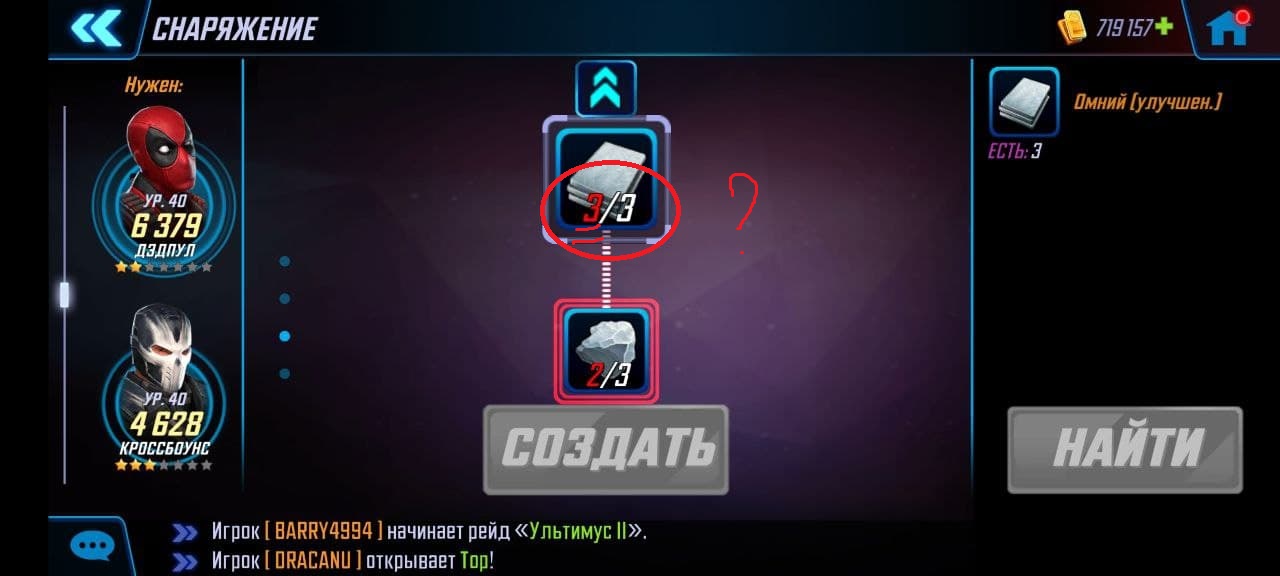 СНАРЯЖЕНИЕ
719 157
Нужен:
УР. 40
6 379
ДЭДПУЛ
УР. 40
4 628
КРОССБОУНС
3/3
?
2/3
СОЗДАТЬ
Омний (улучшен.)
ЕСТЬ: 3
НАЙТИ
Игрок [ BARRY4994 ] начинает рейд «Ультимус II».
Игрок [ DRACANU ] открывает Тор!